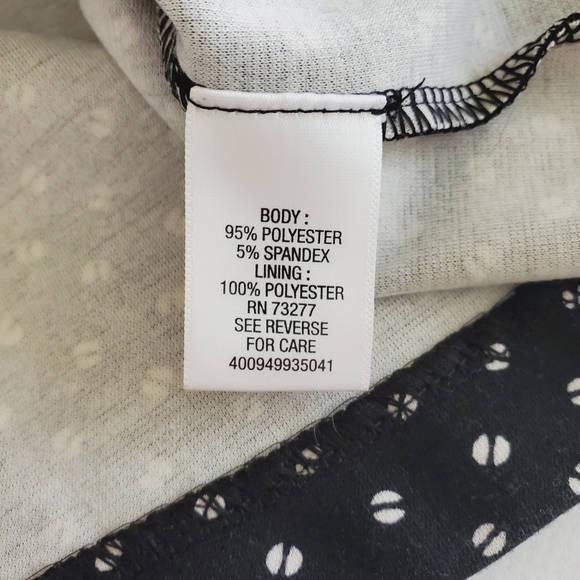 BODY :
95% POLYESTER
5% SPANDEX
LINING :
100% POLYESTER
RN 73277
SEE REVERSE
FOR CARE
400949935041